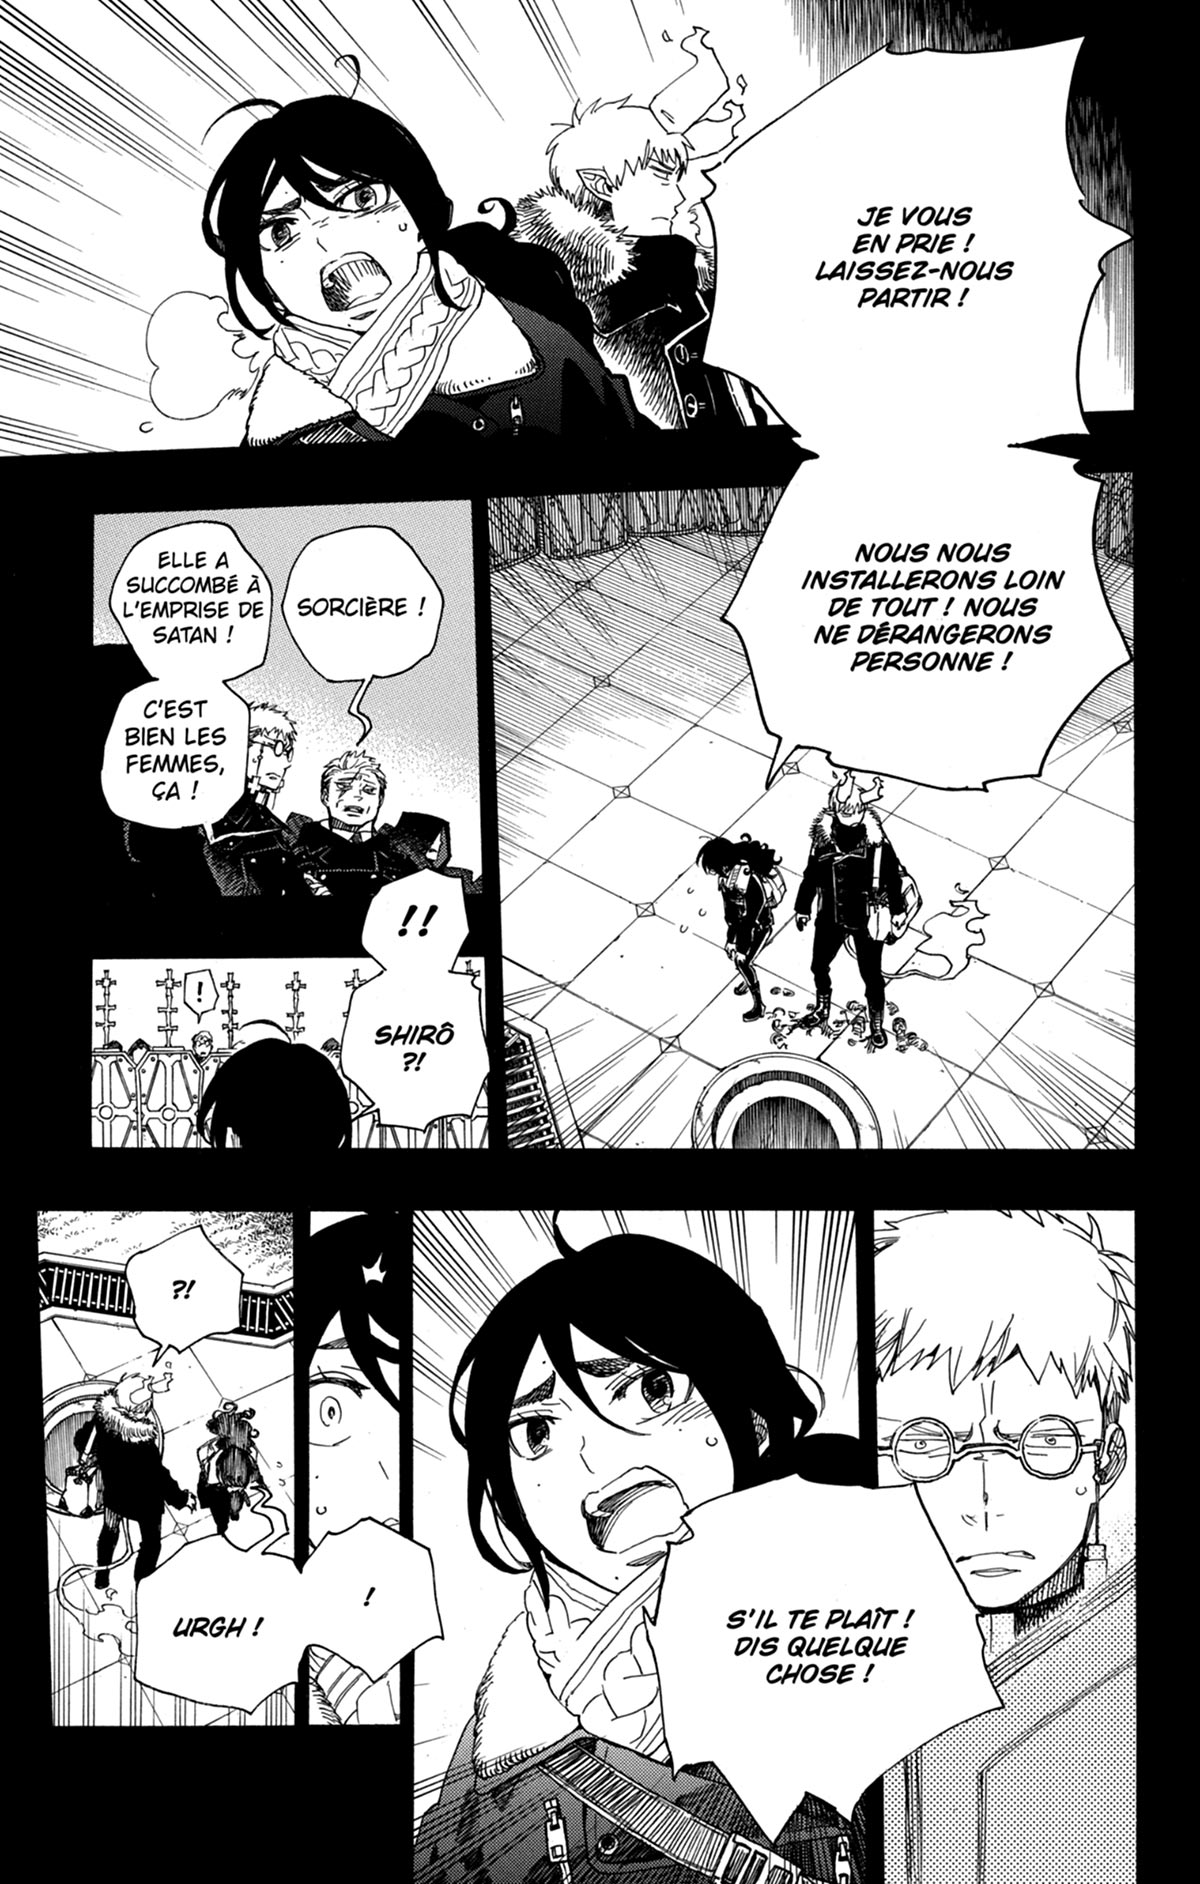 JE VOUS
EN PRIE !
LAISSEZ-NOUS
PARTIR !
NOUS NOUS
INSTALLERONS LOIN
DE TOUT ! NOUS
NE DÉRANGERONS
PERSONNE !
SORCIÈRE !
ELLE A
SUCCOMBÉ À
L'EMPRISE DE
SATAN !
C'EST
BIEN LES
FEMMES,
ÇA !
!!
SHIRÔ
?!
!
S'IL TE PLAÎT !
DIS QUELQUE
CHOSE !
!
URGH !
?!